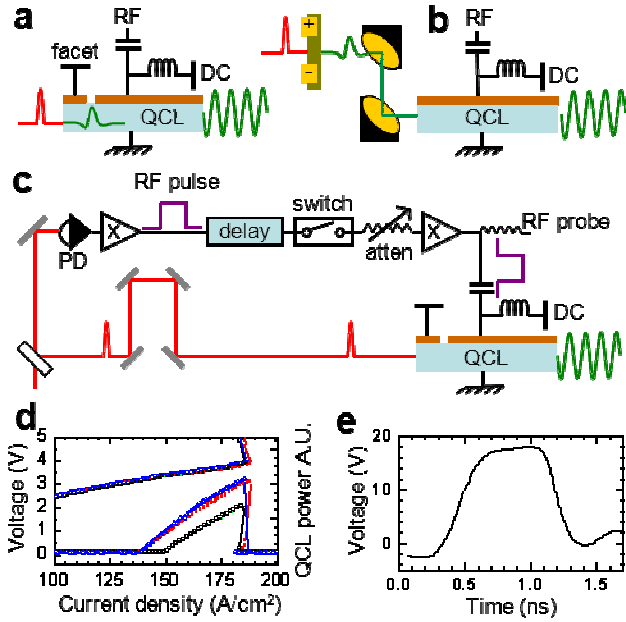 a
RF
facet
DC
QCL
+
−
b
RF
DC
QCL
c
RF pulse
PD
X
delay
switch
atten
X
RF probe
DC
QCL
d
Voltage (V)
5
4
3
2
0
100 125 150 175 200
Current density (A/cm²)
QCL power A.U.
e
Voltage (V)
20
10
0
0.0 0.5 1.0 1.5
Time (ns)